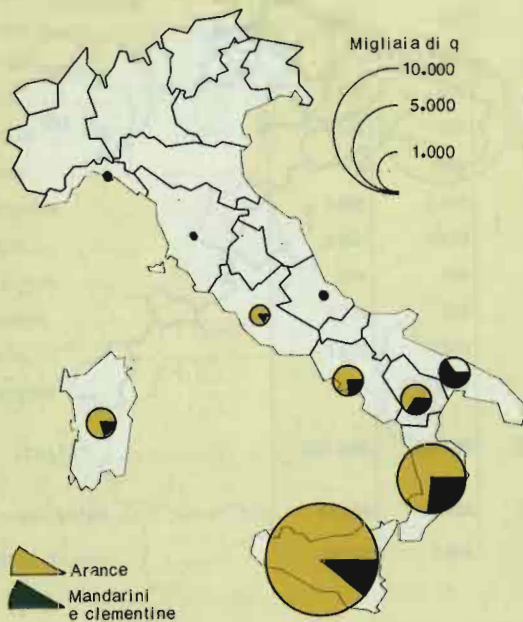 Migliaia di q
10.000
5.000
1.000
Arance
Mandarini
e clementine